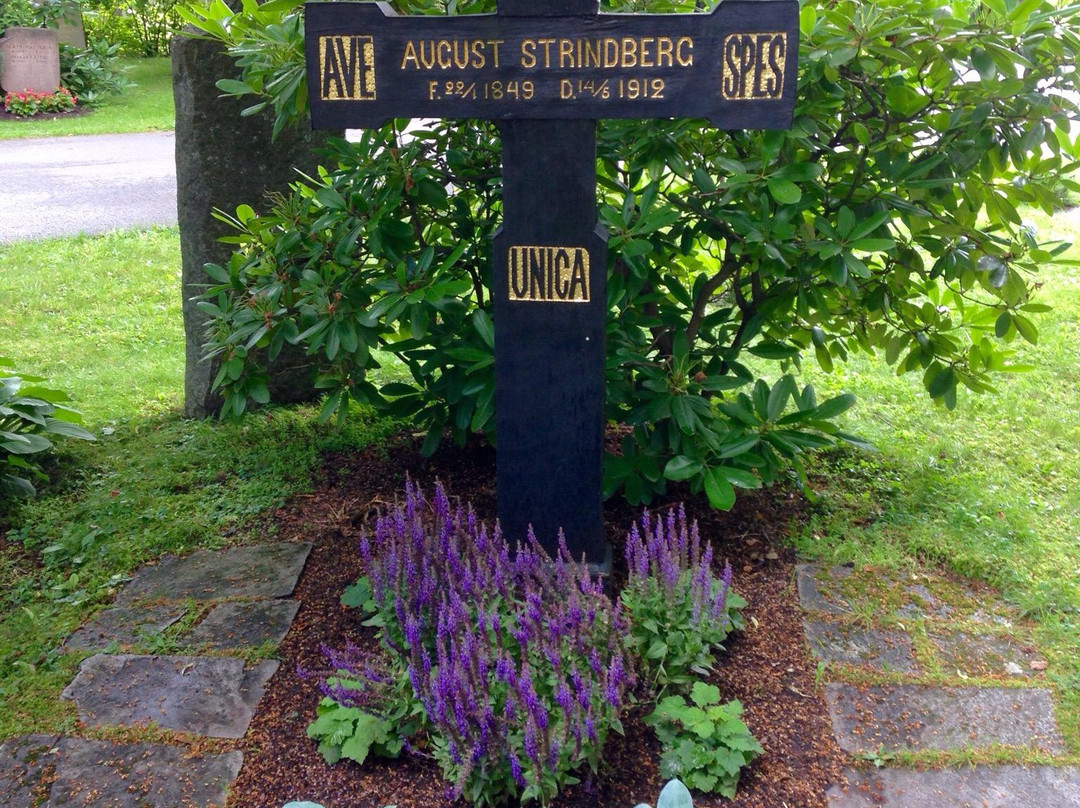 AVE AUGUST STRINDBERG SPES
F. 22/1 1849 D. 14/5 1912
UNICA